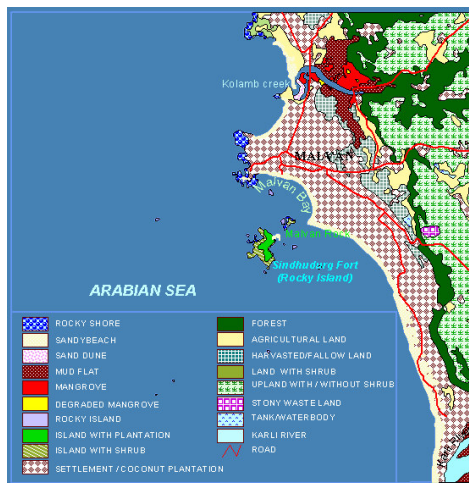 Kolamb creek
MALVAN
Malvan Bay
Malvan Rock
Sindhudurg Fort
(Rocky Island)
ARABIAN SEA
ROCKY SHORE
SANDYBEACH
SAND DUNE
MUD FLAT
MANGROVE
DEGRADED MANGROVE
ROCKY ISLAND
ISLAND WITH PLANTATION
ISLAND WITH SHRUB
SETTLEMENT / COCONUT PLANTATION
FOREST
AGRICULTURAL LAND
HARVASTED/FALLOW LAND
LAND WITH SHRUB
UPLAND WITH / WITHOUT SHRUB
STONY WASTE LAND
TANK/WATER BODY
KARLI RIVER
ROAD